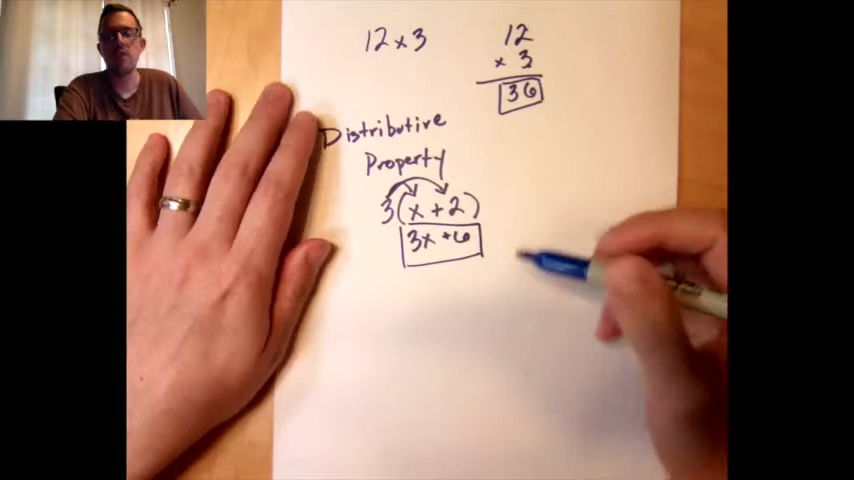 12 x 3
12
x 3
36
Distributive
Property
3(x + 2)
3x + 6